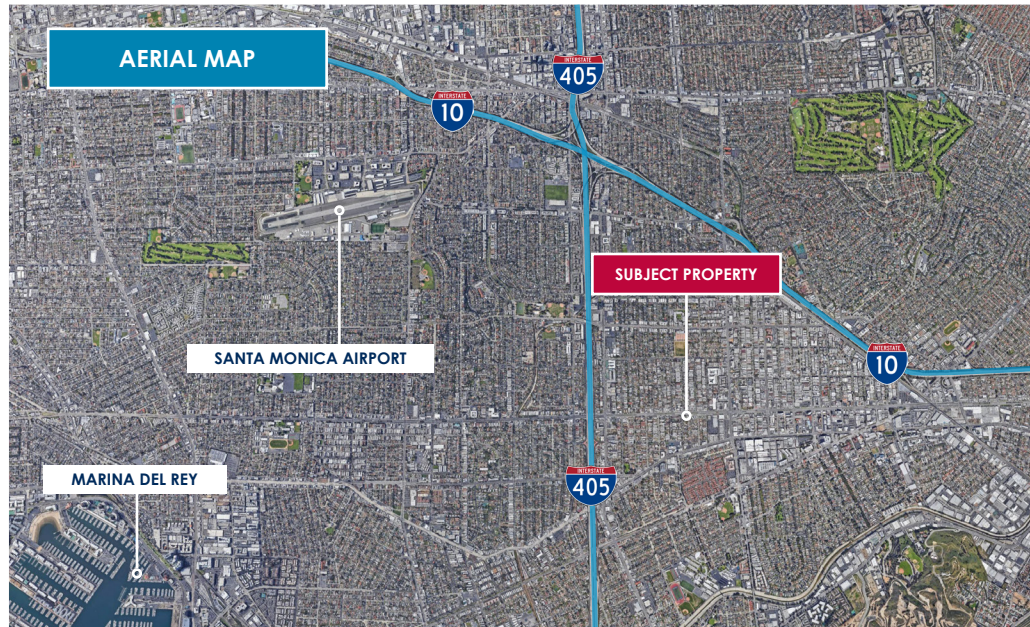 AERIAL MAP
INTERSTATE
405
INTERSTATE
10
SUBJECT PROPERTY
SANTA MONICA AIRPORT
INTERSTATE
10
MARINA DEL REY
INTERSTATE
405